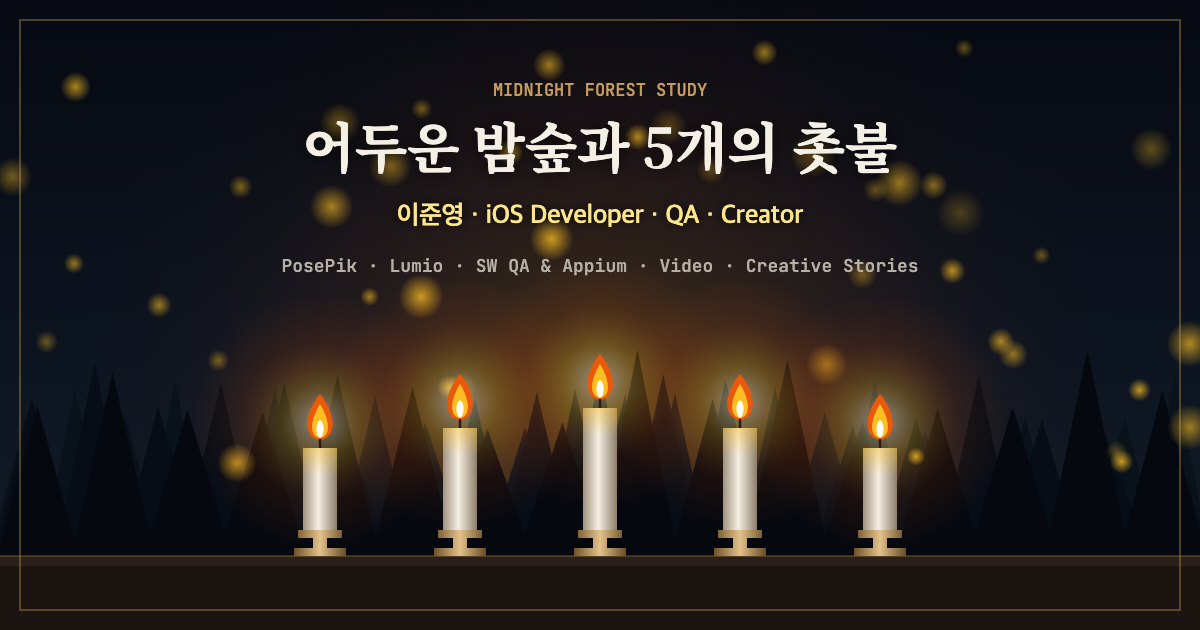 MIDNIGHT FOREST STUDY
어두운 밤숲과 5개의 촛불
이준영 · iOS Developer · QA · Creator
PosePik · Lumio · SW QA & Appium · Video · Creative Stories